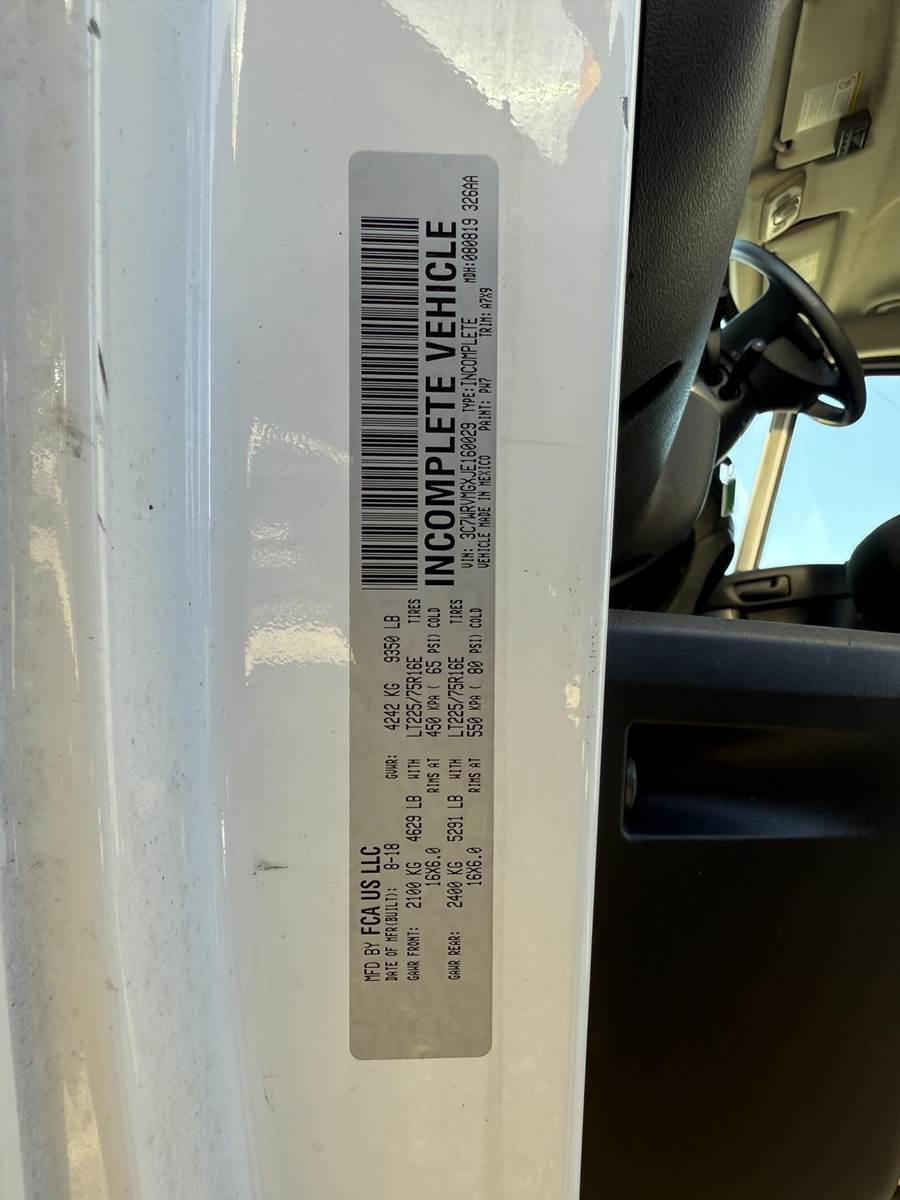 MFD BY FCA US LLC
DATE OF MFR(BUILT): 8-18 GVWR: 4242 KG 9350 LB
GAWR FRONT: 2100 KG 4629 LB WITH LT225/75R16E TIRES
16X6.0 RIMS AT 450 KPA ( 65 PSI) COLD
GAWR REAR: 2400 KG 5291 LB WITH LT225/75R16E TIRES
16X6.0 RIMS AT 550 KPA ( 80 PSI) COLD
INCOMPLETE VEHICLE
VIN: 3C7WRVMGXJE160029 TYPE:INCOMPLETE MDH:080819 326AA
VEHICLE MADE IN MEXICO PAINT: PW7 TRIM: A7X9